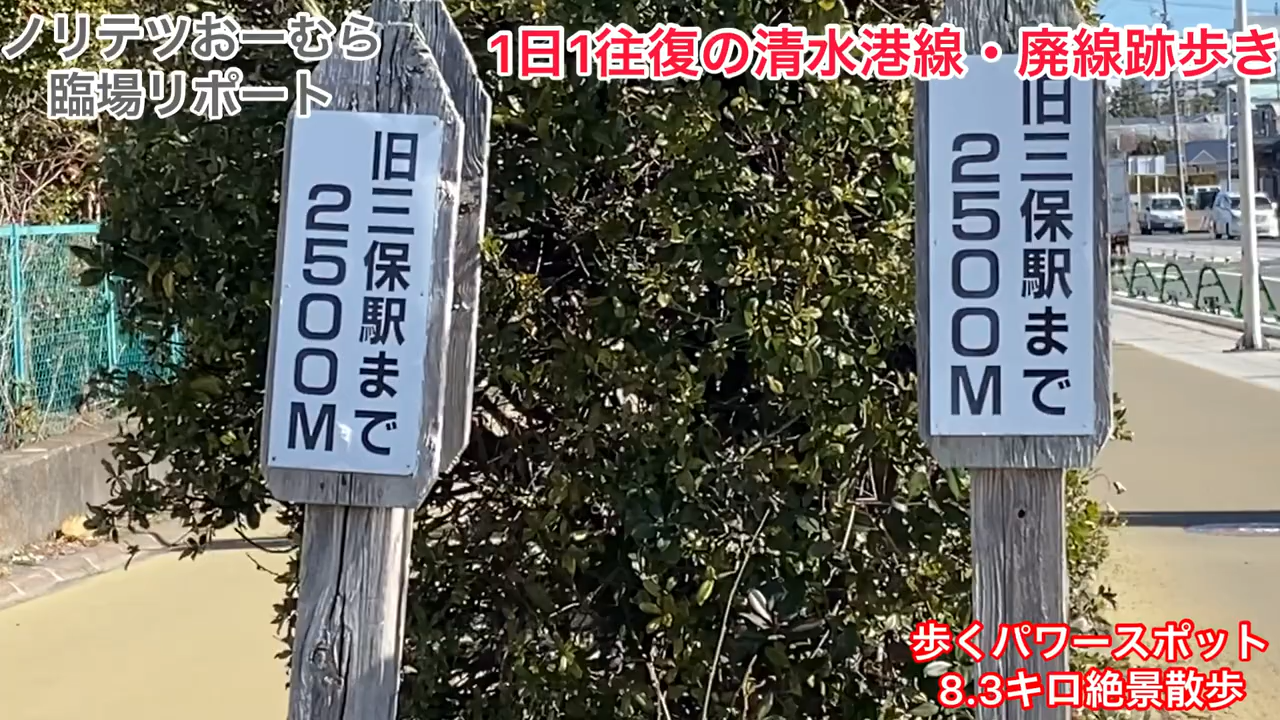 ノリテツおーむら
臨場リポート
1日1往復の清水港線・廃線跡歩き
旧三保駅まで
2500M
旧三保駅まで
2500M
歩くパワースポット
8.3キロ絶景散歩